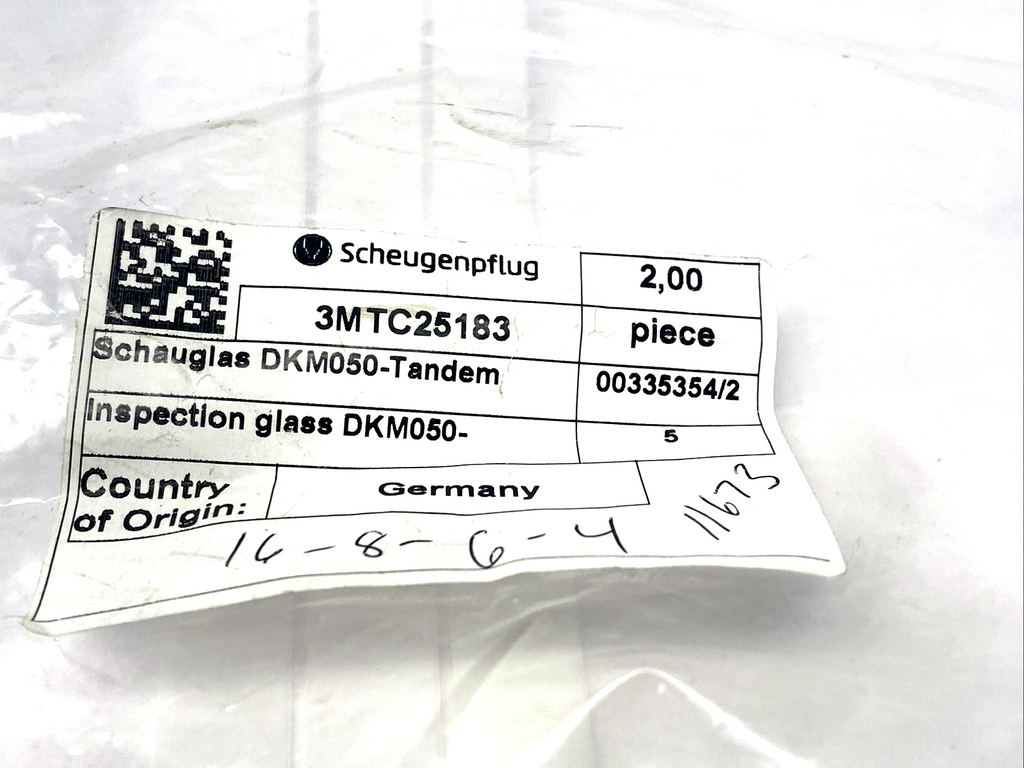 Scheugenpflug
2,00
3MTC25183
piece
Schauglas DKM050-Tandem
00335354/2
Inspection glass DKM050-
5
Country
of Origin:
Germany
16-8-6-4
11673